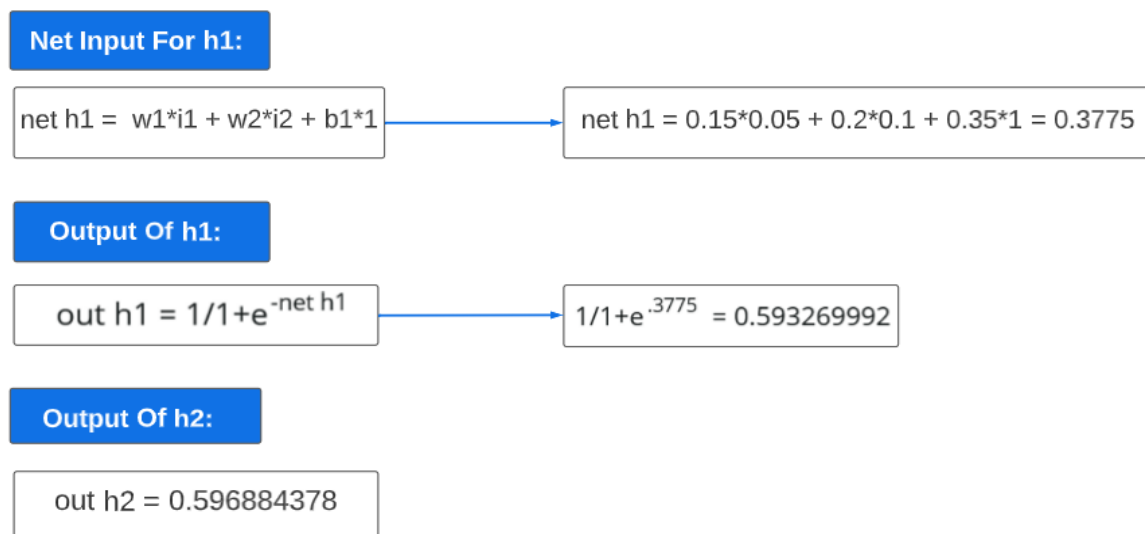 Net Input For h1:
net h1 = w1*i1 + w2*i2 + b1*1
net h1 = 0.15*0.05 + 0.2*0.1 + 0.35*1 = 0.3775
Output Of h1:
out h1 = 1/1+e^-net h1
1/1+e^.3775 = 0.593269992
Output Of h2:
out h2 = 0.596884378